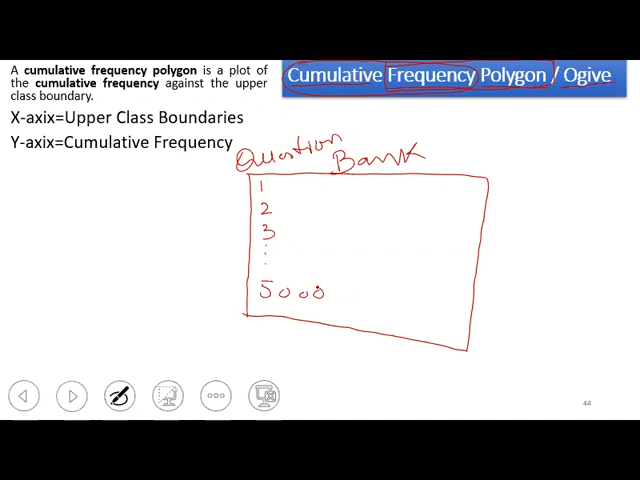 A cumulative frequency polygon is a plot of
the cumulative frequency against the upper
class boundary.
Cumulative Frequency Polygon / Ogive
X-axix=Upper Class Boundaries
Y-axix=Cumulative Frequency
Question
Bank
1
2
3
5000
44